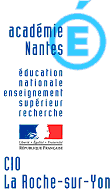 académie
Nantes
É
éducation
nationale
enseignement
supérieur
recherche
Liberté • Égalité • Fraternité
RÉPUBLIQUE FRANÇAISE
CIO
La Roche-sur-Yon